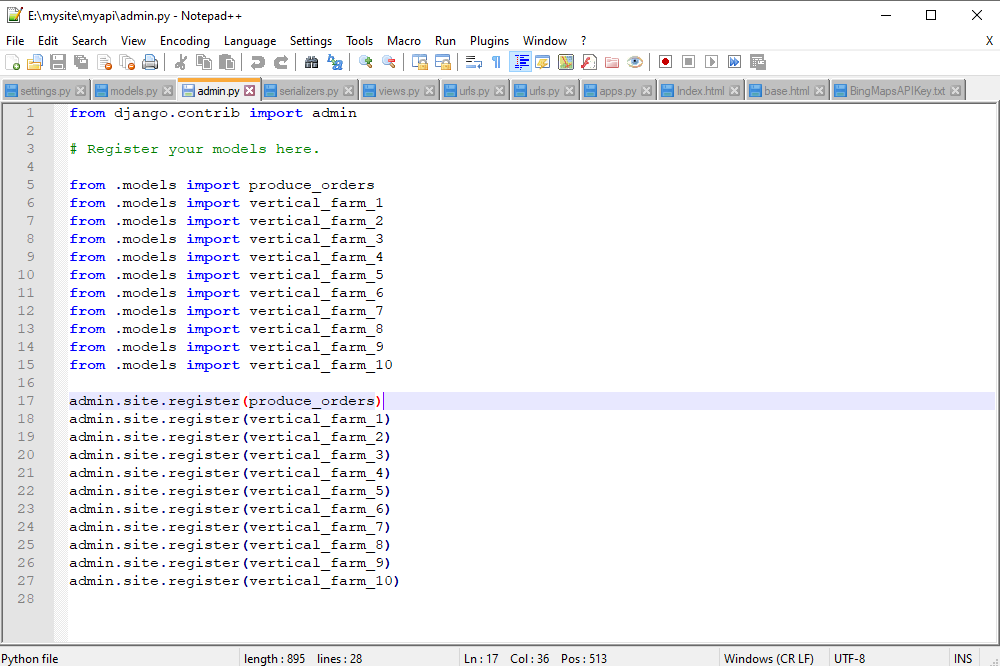 E:\mysite\myapi\admin.py - Notepad++
File Edit Search View Encoding Language Settings Tools Macro Run Plugins Window ? X
settings.py models.py admin.py serializers.py views.py urls.py urls.py apps.py Index.html base.html BingMapsAPIKey.txt
1 from django.contrib import admin
2
3 # Register your models here.
4
5 from .models import produce_orders
6 from .models import vertical_farm_1
7 from .models import vertical_farm_2
8 from .models import vertical_farm_3
9 from .models import vertical_farm_4
10 from .models import vertical_farm_5
11 from .models import vertical_farm_6
12 from .models import vertical_farm_7
13 from .models import vertical_farm_8
14 from .models import vertical_farm_9
15 from .models import vertical_farm_10
16
17 admin.site.register(produce_orders)
18 admin.site.register(vertical_farm_1)
19 admin.site.register(vertical_farm_2)
20 admin.site.register(vertical_farm_3)
21 admin.site.register(vertical_farm_4)
22 admin.site.register(vertical_farm_5)
23 admin.site.register(vertical_farm_6)
24 admin.site.register(vertical_farm_7)
25 admin.site.register(vertical_farm_8)
26 admin.site.register(vertical_farm_9)
27 admin.site.register(vertical_farm_10)
28
Python file length : 895 lines : 28 Ln : 17 Col : 36 Pos : 513 Windows (CR LF) UTF-8 INS